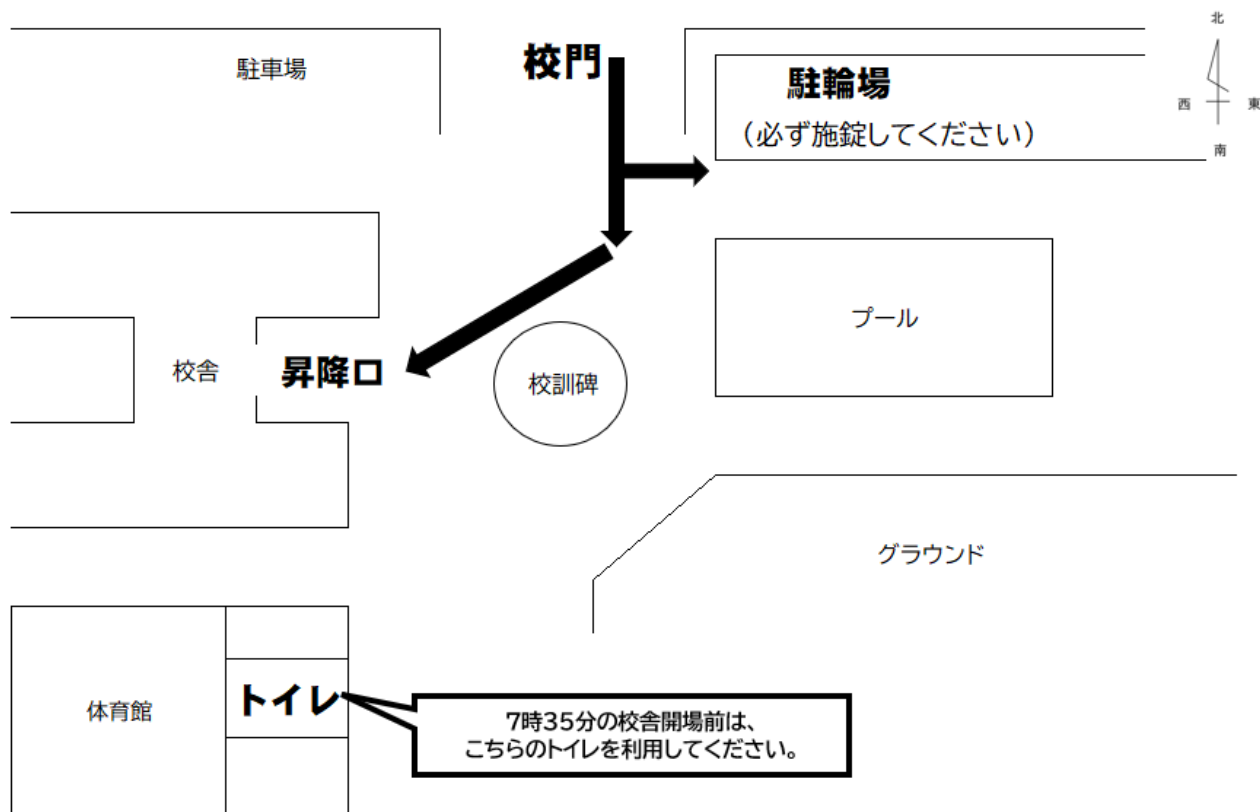 北
校門
駐車場
駐輪場
西
東
(必ず施錠してください)
南
プール
校舎
昇降口
校訓碑
グラウンド
体育館
トイレ
7時35分の校舎開場前は、
こちらのトイレを利用してください。